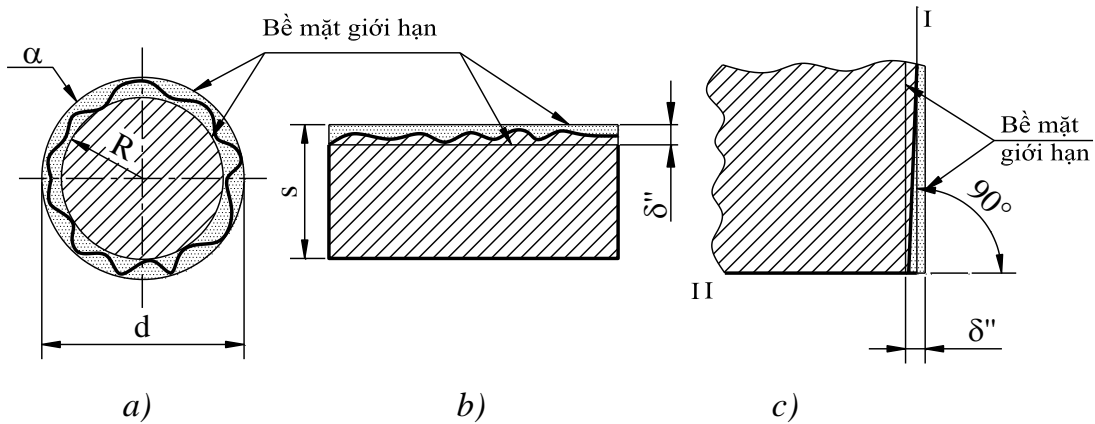 Bề mặt giới hạn
α
R
d
s
δ"
I
Bề mặt
giới hạn
90°
II
δ"
a)
b)
c)